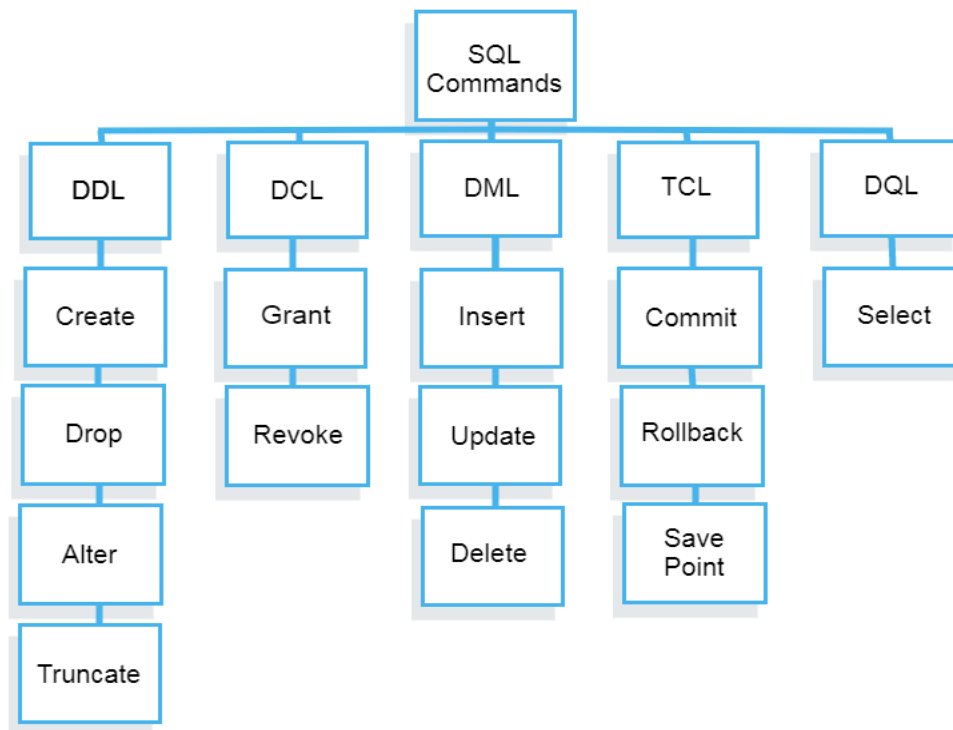 SQL
Commands
DDL
DCL
DML
TCL
DQL
Create
Grant
Insert
Commit
Select
Drop
Revoke
Update
Rollback
Alter
Delete
Save
Point
Truncate